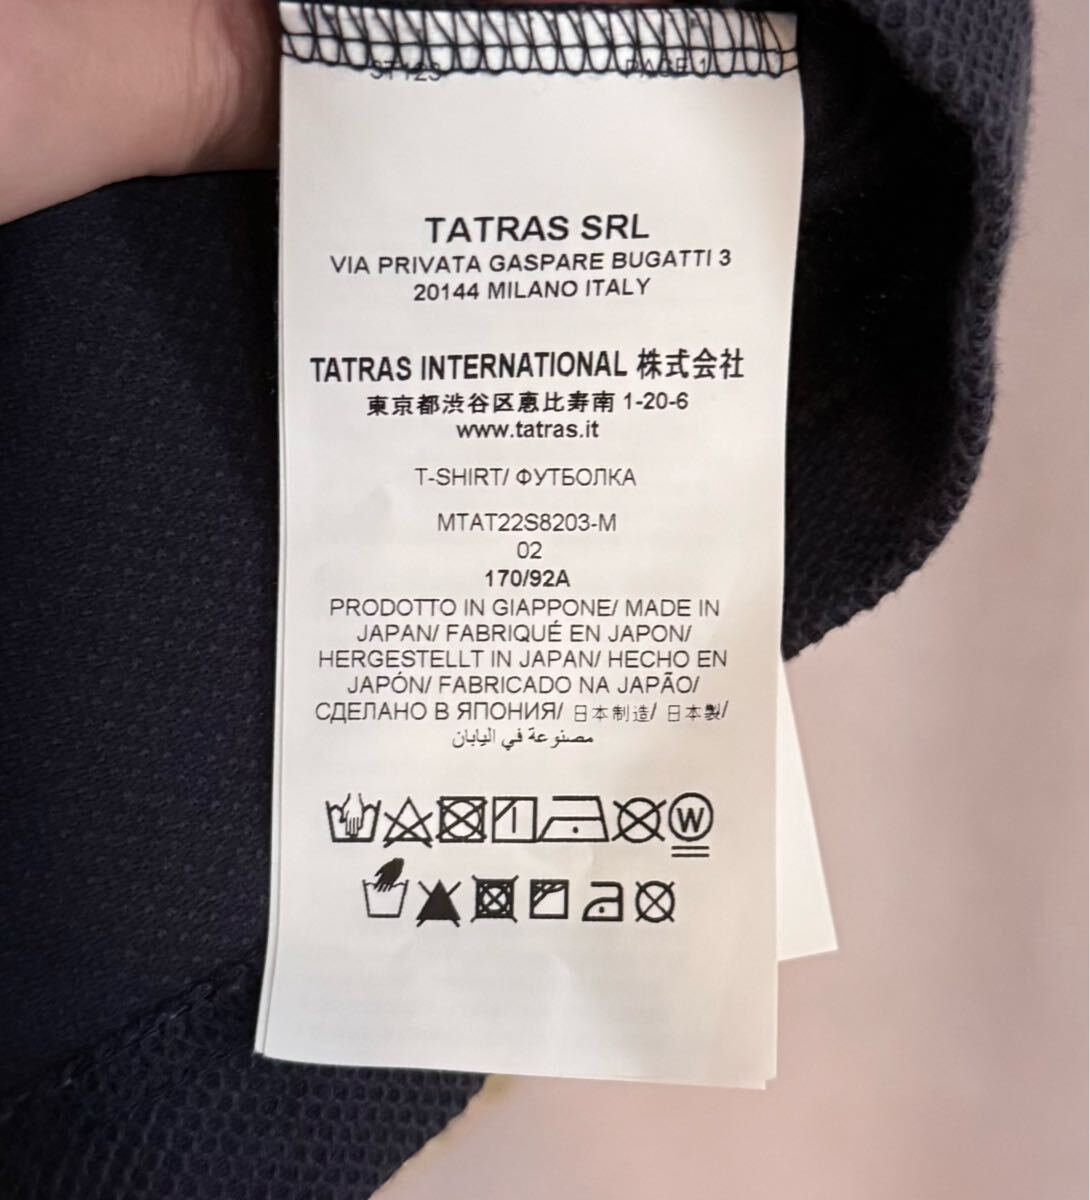 ST123 PAGE 1
TATRAS SRL
VIA PRIVATA GASPARE BUGATTI 3
20144 MILANO ITALY
TATRAS INTERNATIONAL 株式会社
東京都渋谷区恵比寿南 1-20-6
www.tatras.it
T-SHIRT/ ФУТБОЛКА
MTAT22S8203-M
02
170/92A
PRODOTTO IN GIAPPONE/ MADE IN
JAPAN/ FABRIQUÉ EN JAPON/
HERGESTELLT IN JAPAN/ HECHO EN
JAPÓN/ FABRICADO NA JAPÃO/
СДЕЛАНО В ЯПОНИЯ/ 日本制造/ 日本製/
مصنوعة في اليابان
W